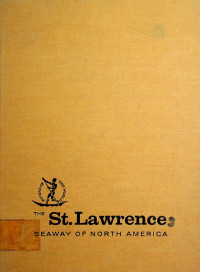 THE St. Lawrence
SEAWAY OF NORTH AMERICA